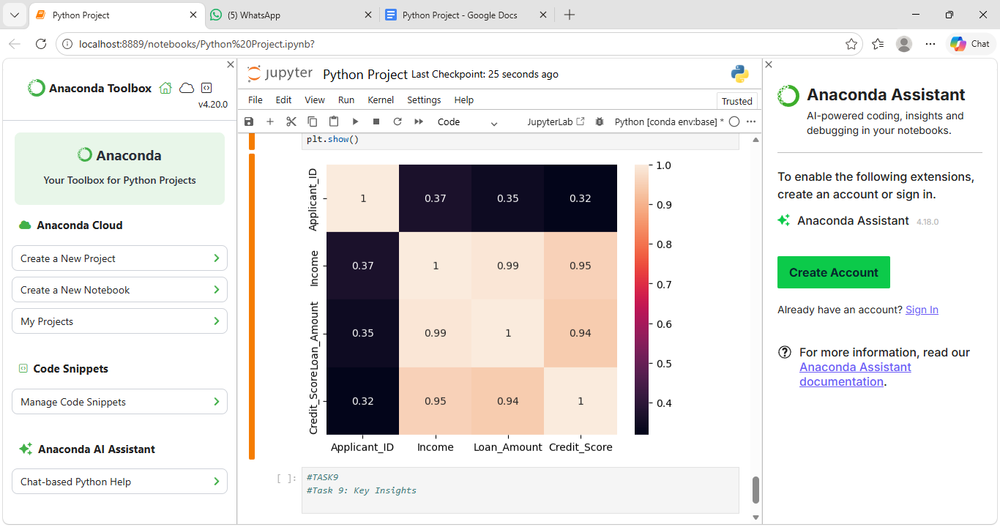 Python Project
(5) WhatsApp
Python Project - Google Docs
localhost:8889/notebooks/Python%20Project.ipynb?
Chat
Anaconda Toolbox
v4.20.0
Anaconda
Your Toolbox for Python Projects
Anaconda Cloud
Create a New Project
Create a New Notebook
My Projects
Code Snippets
Manage Code Snippets
Anaconda AI Assistant
Chat-based Python Help
jupyter Python Project Last Checkpoint: 25 seconds ago
File Edit View Run Kernel Settings Help
Trusted
Code
JupyterLab
Python [conda env:base] *
plt.show()
Applicant_ID 1 0.37 0.35 0.32
Income 0.37 1 0.99 0.95
Loan_Amount 0.35 0.99 1 0.94
Credit_Score 0.32 0.95 0.94 1
Applicant_ID Income Loan_Amount Credit_Score
1.0
0.9
0.8
0.7
0.6
0.5
0.4
[ ]:
#TASK9
#Task 9: Key Insights
Anaconda Assistant
AI-powered coding, insights and
debugging in your notebooks.
To enable the following extensions,
create an account or sign in.
Anaconda Assistant 4.18.0
Create Account
Already have an account? Sign In
For more information, read our
Anaconda Assistant
documentation.